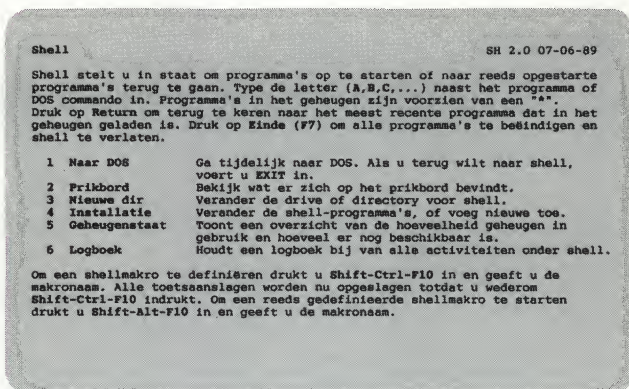 Shell SH 2.0 07-06-89
Shell stelt u in staat om programma's op te starten of naar reeds opgestarte
programma's terug te gaan. Type de letter (A,B,C,...) naast het programma of
DOS commando in. Programma's in het geheugen zijn voorzien van een "*".
Druk op Return om terug te keren naar het meest recente programma dat in het
geheugen geladen is. Druk op Einde (F7) om alle programma's te beëindigen en
shell te verlaten.
1 Naar DOS Ga tijdelijk naar DOS. Als u terug wilt naar shell,
voert u EXIT in.
2 Prikbord Bekijk wat er zich op het prikbord bevindt.
3 Nieuwe dir Verander de drive of directory voor shell.
4 Installatie Verander de shell-programma's, of voeg nieuwe toe.
5 Geheugenstaat Toont een overzicht van de hoeveelheid geheugen in
gebruik en hoeveel er nog beschikbaar is.
6 Logboek Houdt een logboek bij van alle activiteiten onder shell.
Om een shellmakro te definiëren drukt u Shift-Ctrl-F10 in en geeft u de
makronaam. Alle toetsaanslagen worden nu opgeslagen totdat u wederom
Shift-Ctrl-F10 indrukt. Om een reeds gedefinieerde shellmakro te starten
drukt u Shift-Alt-F10 in en geeft u de makronaam.